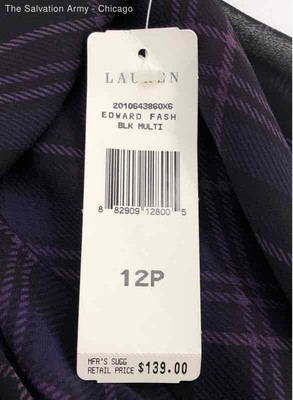 The Salvation Army - Chicago
LAUREN
2010643860X6
EDWARD FASH
BLK MULTI
8 82909 12800 5
12P
MFR'S SUGG
RETAIL PRICE $139.00